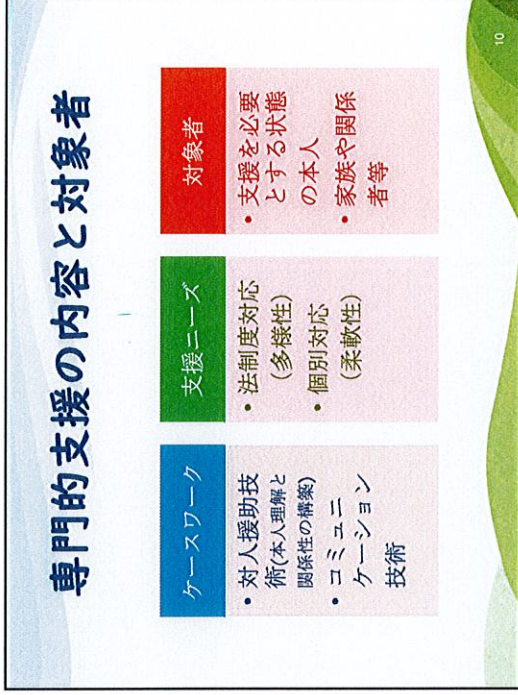 専門的支援の内容と対象者
ケースワーク
• 対人援助技
術(本人理解と
関係性の構築)
• コミュニ
ケーション
技術
支援ニーズ
• 法制度対応
(多様性)
• 個別対応
(柔軟性)
対象者
• 支援を必要
とする状態
の本人
• 家族や関係
者等
10